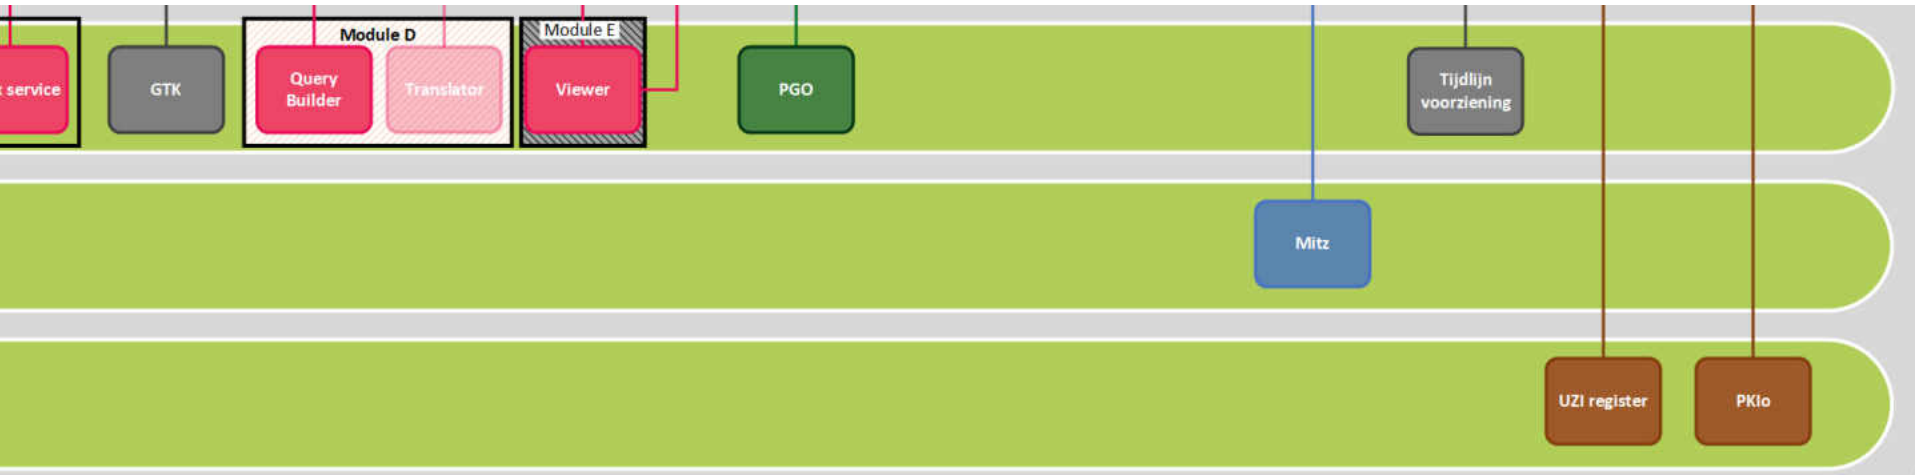 Module D
Module E
service
GTK
Query
Builder
Translator
Viewer
PGO
Tijdlijn
voorziening
Mitz
UZI register
PKIo